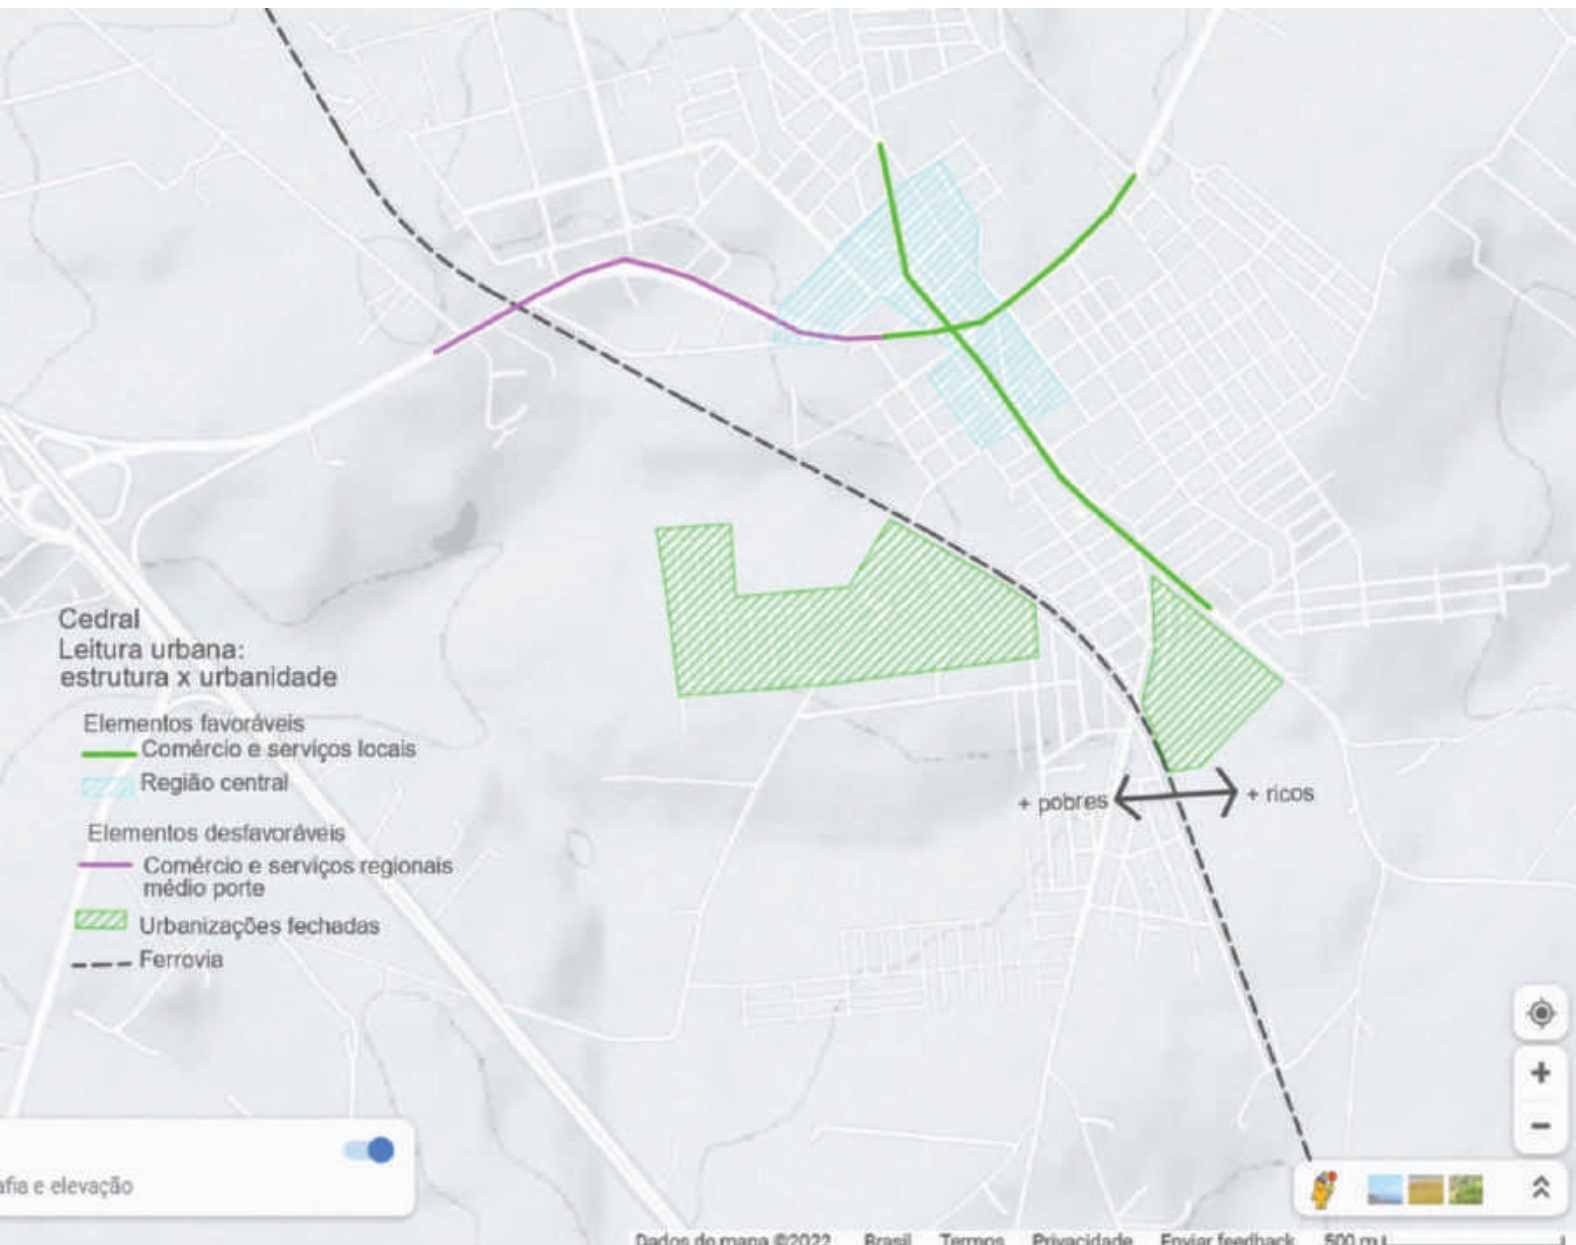 Cedral
Leitura urbana:
estrutura x urbanidade
Elementos favoráveis
Comércio e serviços locais
Região central
Elementos desfavoráveis
Comércio e serviços regionais
médio porte
Urbanizações fechadas
Ferrovia
+ pobres
+ ricos
afia e elevação
Dados do mapa ©2022 Brasil Termos Privacidade Enviar feedback 500 m